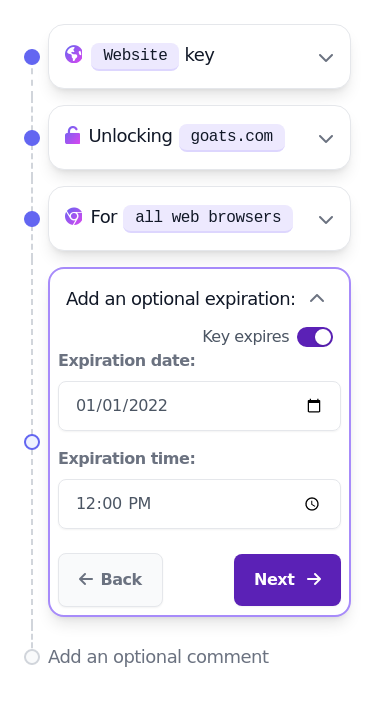 Website key
Unlocking goats.com
For all web browsers
Add an optional expiration:
Key expires
Expiration date:
01/01/2022
Expiration time:
12:00 PM
Back
Next
Add an optional comment